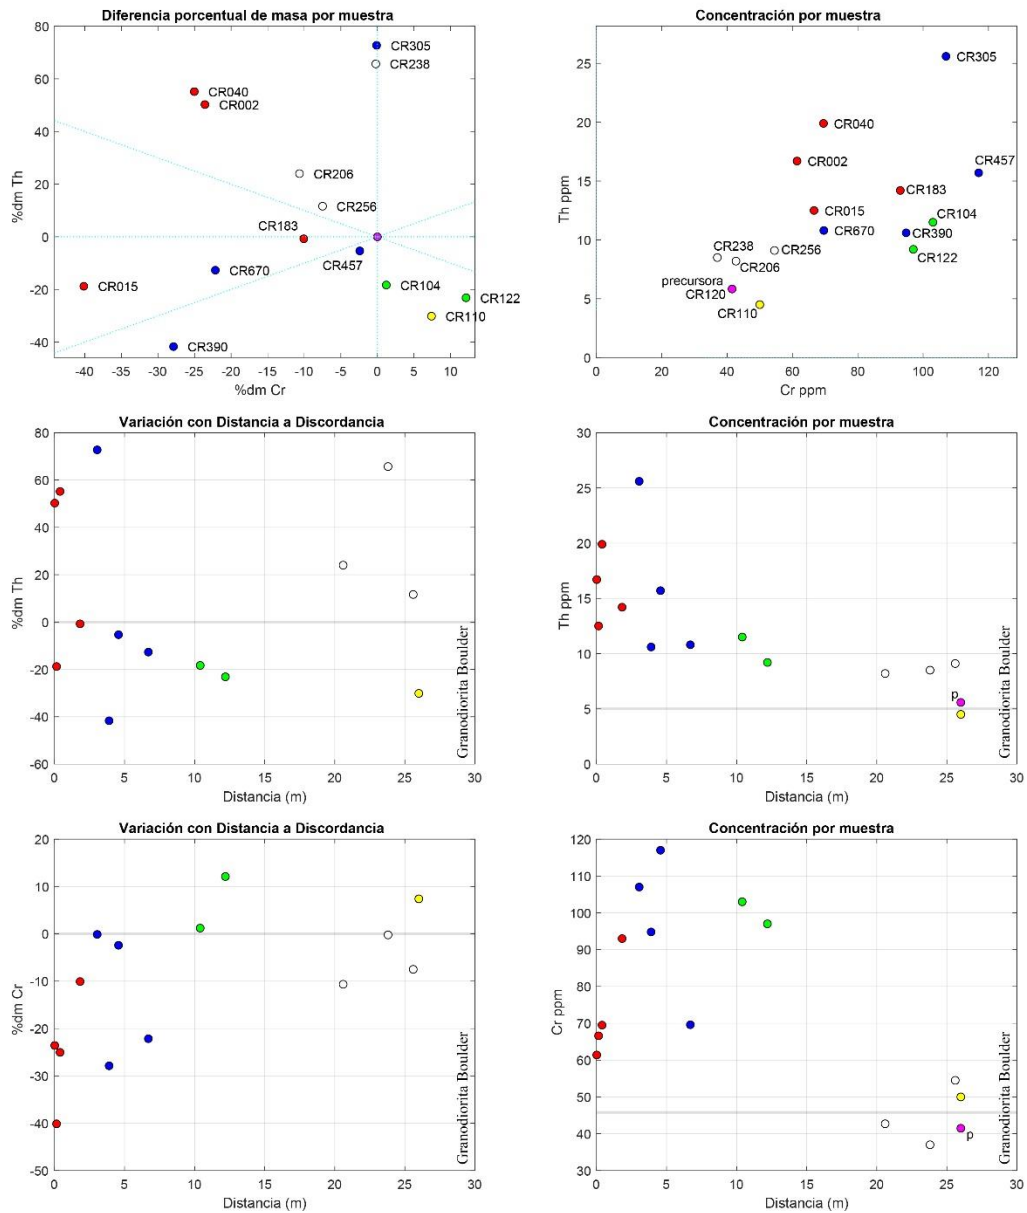 Diferencia porcentual de masa por muestra
80
60
40
20
0
-20
-40
%dm Th
CR305
CR238
CR040
CR002
CR206
CR256
CR183
CR457
CR670
CR015
CR104
CR122
CR110
CR390
-40 -35 -30 -25 -20 -15 -10 -5 0 5 10
%dm Cr
Concentración por muestra
25
20
15
10
5
0
Th ppm
CR305
CR040
CR457
CR002
CR183
CR104
CR015
CR670
CR390
CR238
CR256
CR122
CR206
precursora
CR120
CR110
0 20 40 60 80 100 120
Cr ppm
Variación con Distancia a Discordancia
80
60
40
20
0
-20
-40
-60
%dm Th
Granodiorita Boulder
0 5 10 15 20 25 30
Distancia (m)
Concentración por muestra
30
25
20
15
10
5
0
Th ppm
p
Granodiorita Boulder
0 5 10 15 20 25 30
Distancia (m)
Variación con Distancia a Discordancia
20
10
0
-10
-20
-30
-40
-50
%dm Cr
Granodiorita Boulder
0 5 10 15 20 25 30
Distancia (m)
Concentración por muestra
120
110
100
90
80
70
60
50
40
30
Cr ppm
p
Granodiorita Boulder
0 5 10 15 20 25 30
Distancia (m)